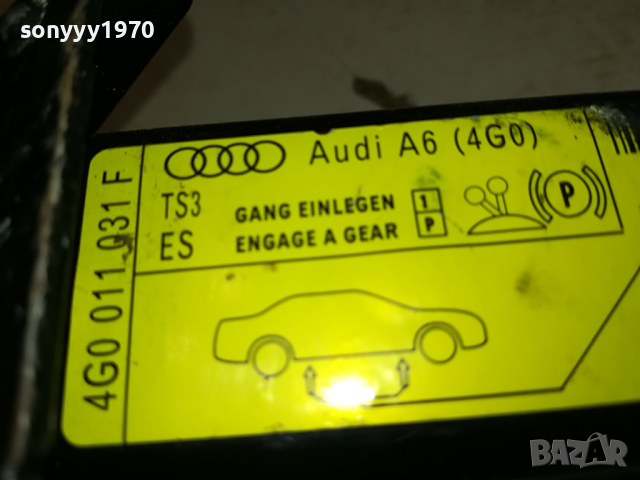 sonyyy1970
Audi A6 (4G0)
TS3
ES
GANG EINLEGEN
ENGAGE A GEAR
1
P
P
4G0 011 031 F
BAZAR